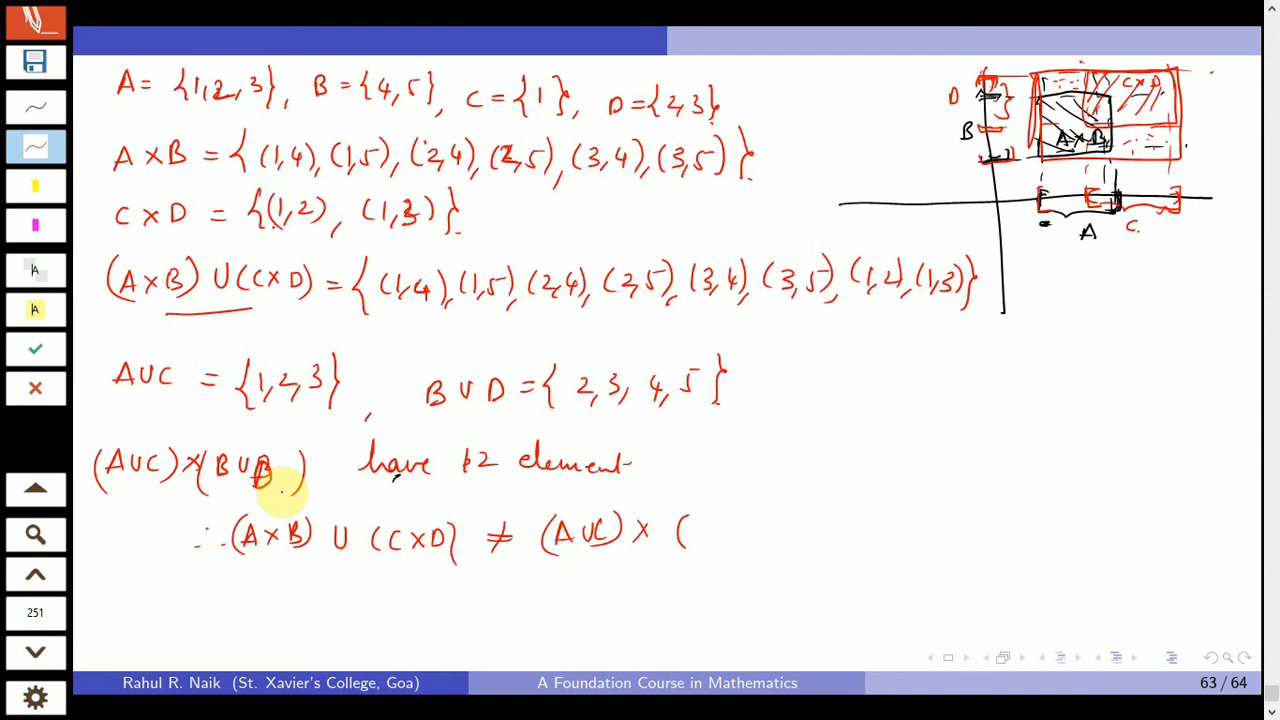 A = {1,2,3}, B = {4,5}, C = {1}, D = {2,3}
A × B = {(1,4), (1,5), (2,4), (2,5), (3,4), (3,5)}
C × D = {(1,2), (1,3)}
(A×B) ∪ (C×D) = {(1,4), (1,5), (2,4), (2,5), (3,4), (3,5), (1,2), (1,3)}
A∪C = {1,2,3}, B ∪ D = {2,3,4,5}
(A∪C)×(B∪D) have 12 element
∴ (A×B) ∪ (C×D) ≠ (A∪C) × (
D
B
C×D
A×B
A
C
A
A
251
Rahul R. Naik (St. Xavier's College, Goa) A Foundation Course in Mathematics 63 / 64